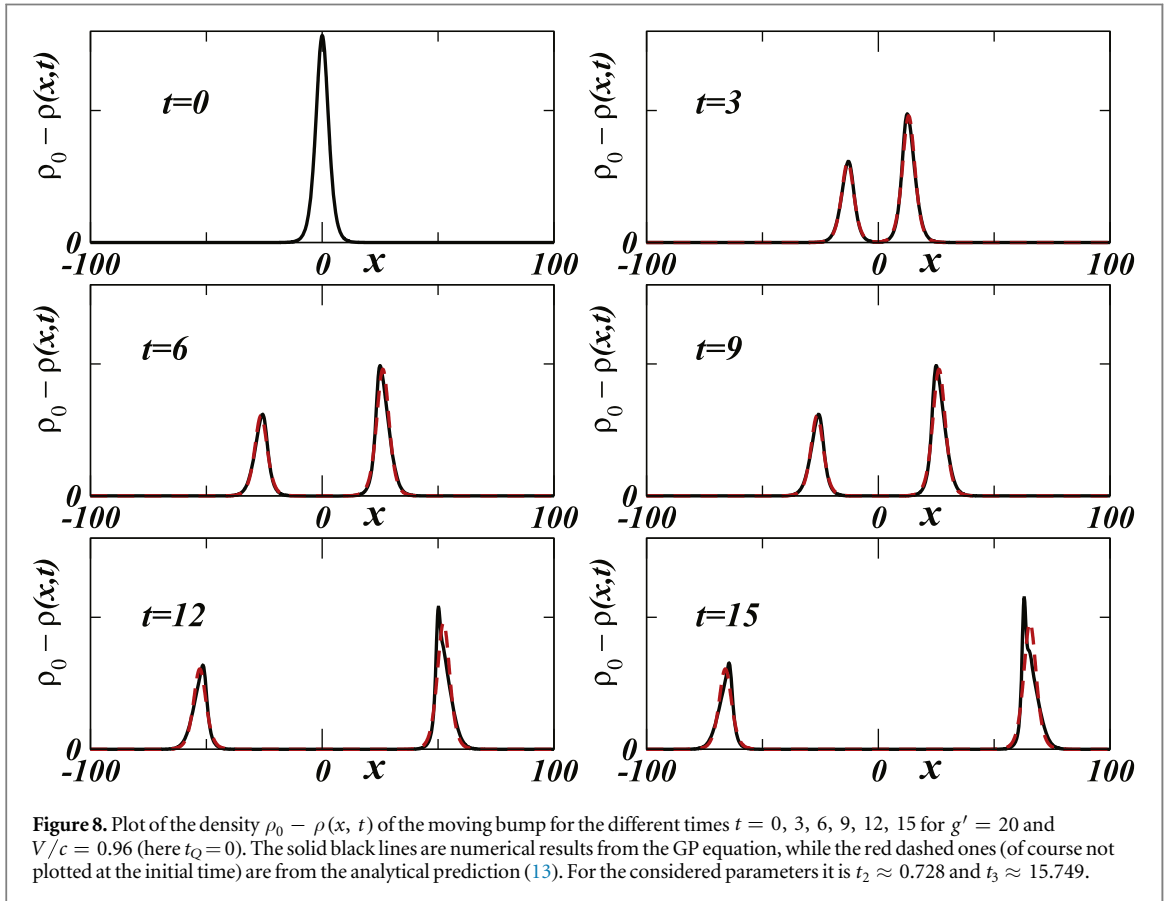 ρ₀ − ρ(x,t)
t=0
0
-100
0
x
100
ρ₀ − ρ(x,t)
t=3
0
-100
0
x
100
ρ₀ − ρ(x,t)
t=6
0
-100
0
x
100
ρ₀ − ρ(x,t)
t=9
0
-100
0
x
100
ρ₀ − ρ(x,t)
t=12
0
-100
0
x
100
ρ₀ − ρ(x,t)
t=15
0
-100
0
x
100
Figure 8. Plot of the density ρ₀ − ρ(x, t) of the moving bump for the different times t = 0, 3, 6, 9, 12, 15 for g′ = 20 and
V/c = 0.96 (here t_Q=0). The solid black lines are numerical results from the GP equation, while the red dashed ones (of course not
plotted at the initial time) are from the analytical prediction (13). For the considered parameters it is t₂ ≈ 0.728 and t₃ ≈ 15.749.